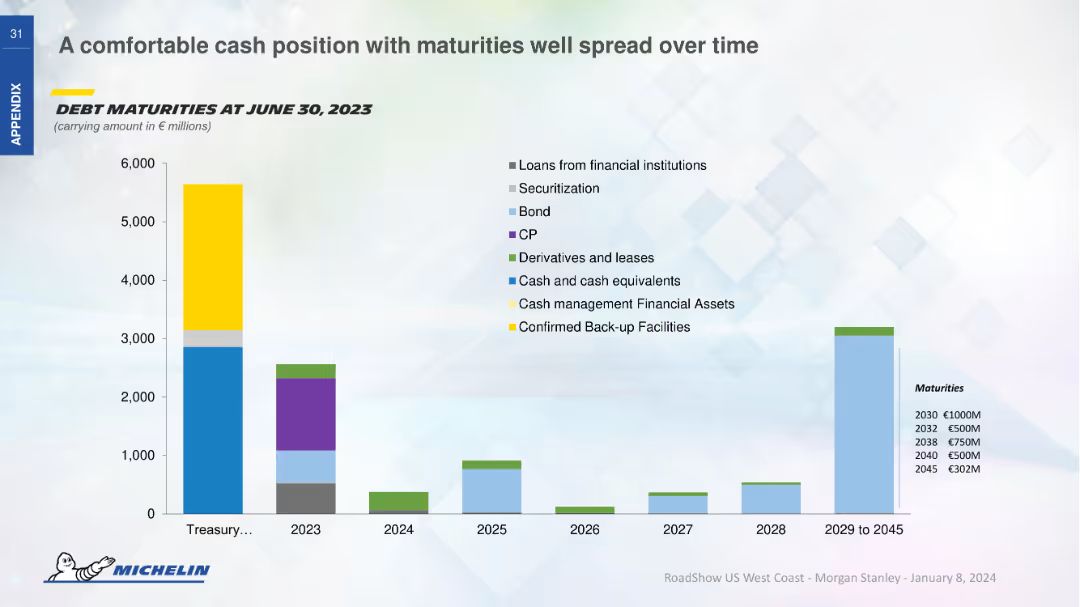 31
APPENDIX
A comfortable cash position with maturities well spread over time
DEBT MATURITIES AT JUNE 30, 2023
(carrying amount in € millions)
6,000
5,000
4,000
3,000
2,000
1,000
0
Loans from financial institutions
Securitization
Bond
CP
Derivatives and leases
Cash and cash equivalents
Cash management Financial Assets
Confirmed Back-up Facilities
Maturities
2030 €1000M
2032 €500M
2038 €750M
2040 €500M
2045 €302M
Treasury... 2023 2024 2025 2026 2027 2028 2029 to 2045
MICHELIN
RoadShow US West Coast - Morgan Stanley - January 8, 2024